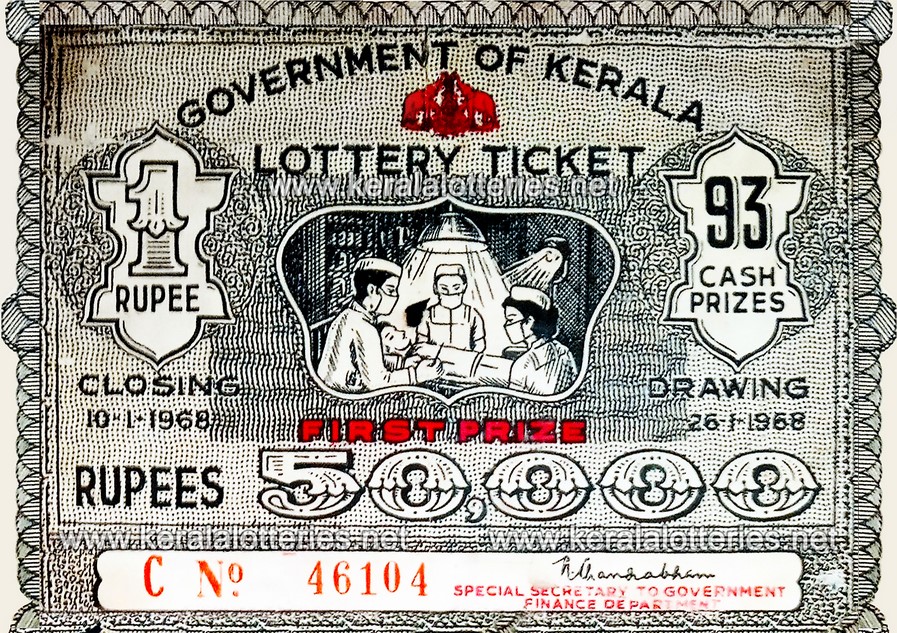 GOVERNMENT OF KERALA
LOTTERY TICKET
www.keralalotteries.net
1
RUPEE
93
CASH
PRIZES
CLOSING
10-1-1968
DRAWING
26-1-1968
FIRST PRIZE
RUPEES 50,000
www.keralalotteries.net www.keralalotteries.net
C Nº 46104
SPECIAL SECRETARY TO GOVERNMENT
FINANCE DEPARTMENT